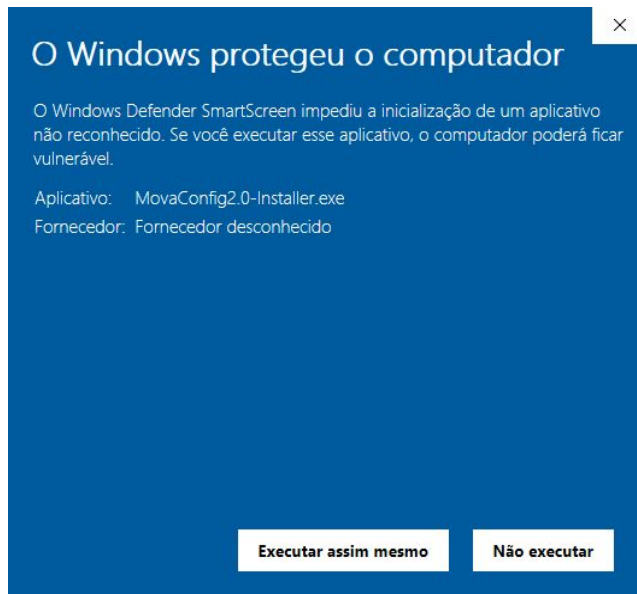 O Windows protegeu o computador
O Windows Defender SmartScreen impediu a inicialização de um aplicativo
não reconhecido. Se você executar esse aplicativo, o computador poderá ficar
vulnerável.
Aplicativo: MovaConfig2.0-Installer.exe
Fornecedor: Fornecedor desconhecido
Executar assim mesmo Não executar